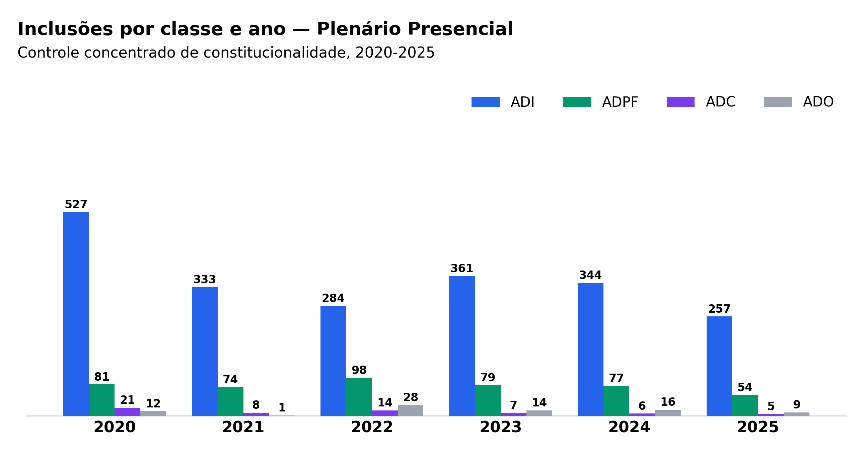 Inclusões por classe e ano — Plenário Presencial
Controle concentrado de constitucionalidade, 2020-2025
ADI ADPF ADC ADO
527 81 21 12
333 74 8 1
284 98 14 28
361 79 7 14
344 77 6 16
257 54 5 9
2020 2021 2022 2023 2024 2025